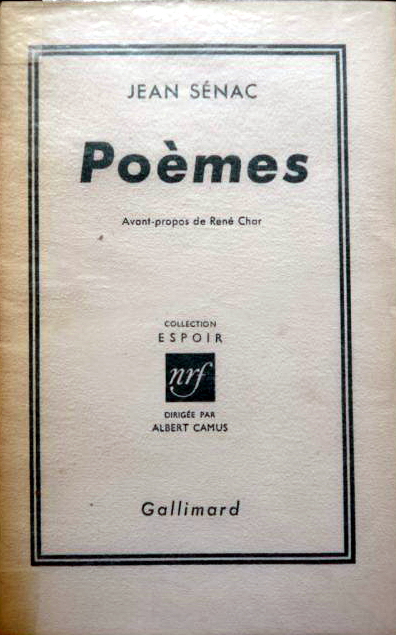 JEAN SÉNAC
Poèmes
Avant-propos de René Char
COLLECTION
ESPOIR
nrf
DIRIGÉE PAR
ALBERT CAMUS
Gallimard